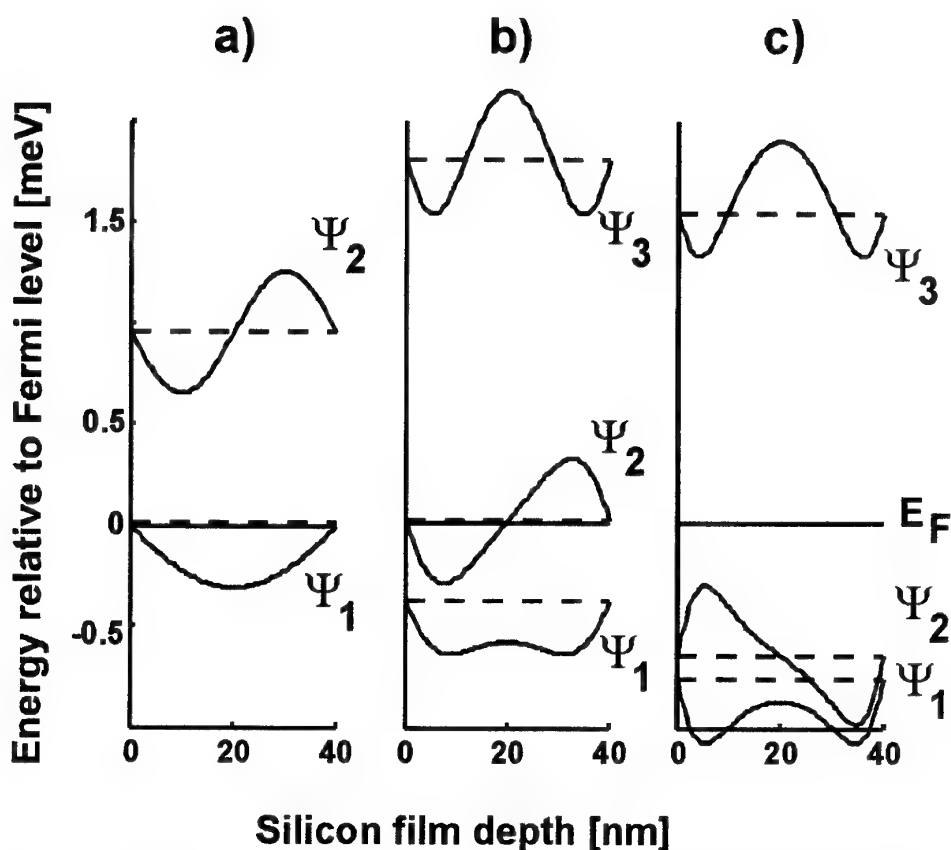 a) b) c)
Energy relative to Fermi level [meV]
1.5
0.5
0
-0.5
Ψ2
Ψ1
Ψ3
Ψ2
Ψ1
Ψ3
EF
Ψ2
Ψ1
0 20 40 0 20 40 0 20 40
Silicon film depth [nm]